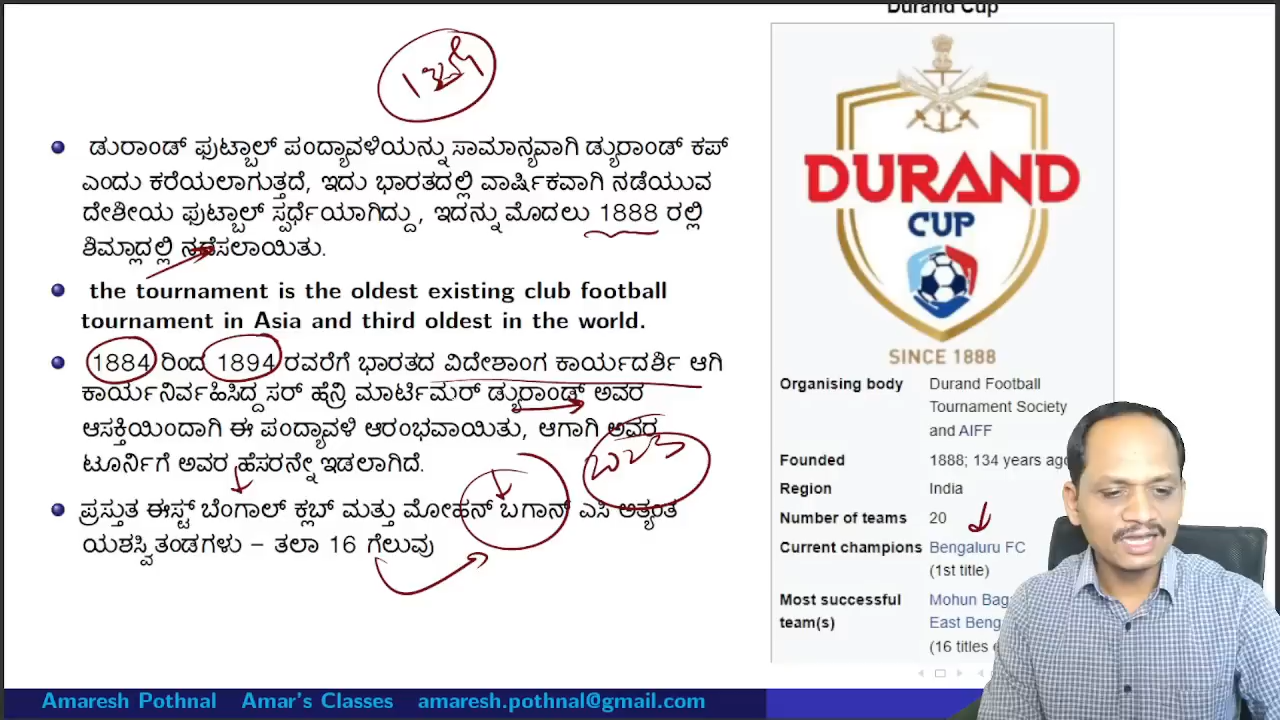 Durand Cup
ಡುರಾಂಡ್ ಫುಟ್ಬಾಲ್ ಪಂದ್ಯಾವಳಿಯನ್ನು ಸಾಮಾನ್ಯವಾಗಿ ಡ್ಯುರಾಂಡ್ ಕಪ್
ಎಂದು ಕರೆಯಲಾಗುತ್ತದೆ, ಇದು ಭಾರತದಲ್ಲಿ ವಾರ್ಷಿಕವಾಗಿ ನಡೆಯುವ
ದೇಶೀಯ ಫುಟ್ಬಾಲ್ ಸ್ಪರ್ಧೆಯಾಗಿದ್ದು, ಇದನ್ನು ಮೊದಲು 1888 ರಲ್ಲಿ
ಶಿಮ್ಲಾದಲ್ಲಿ ನಡೆಸಲಾಯಿತು.
the tournament is the oldest existing club football
tournament in Asia and third oldest in the world.
1884 ರಿಂದ 1894 ರವರೆಗೆ ಭಾರತದ ವಿದೇಶಾಂಗ ಕಾರ್ಯದರ್ಶಿ ಆಗಿ
ಕಾರ್ಯನಿರ್ವಹಿಸಿದ್ದ ಸರ್ ಹೆನ್ರಿ ಮಾರ್ಟಿಮರ್ ಡ್ಯುರಾಂಡ್ ಅವರ
ಆಸಕ್ತಿಯಿಂದಾಗಿ ಈ ಪಂದ್ಯಾವಳಿ ಆರಂಭವಾಯಿತು, ಆಗಾಗಿ ಅವರ
ಟೂರ್ನಿಗೆ ಅವರ ಹೆಸರನ್ನೇ ಇಡಲಾಗಿದೆ.
ಪ್ರಸ್ತುತ ಈಸ್ಟ್ ಬೆಂಗಾಲ್ ಕ್ಲಬ್ ಮತ್ತು ಮೋಹನ್ ಬಗಾನ್ ಎಸಿ ಅತ್ಯಂತ
ಯಶಸ್ವಿ ತಂಡಗಳು – ತಲಾ 16 ಗೆಲುವು
DURAND
CUP
SINCE 1888
Organising body Durand Football
Tournament Society
and AIFF
Founded 1888; 134 years ago
Region India
Number of teams 20
Current champions Bengaluru FC
(1st title)
Most successful Mohun
team(s) East
(16 titles
Amaresh Pothnal Amar's Classes amaresh.pothnal@gmail.com